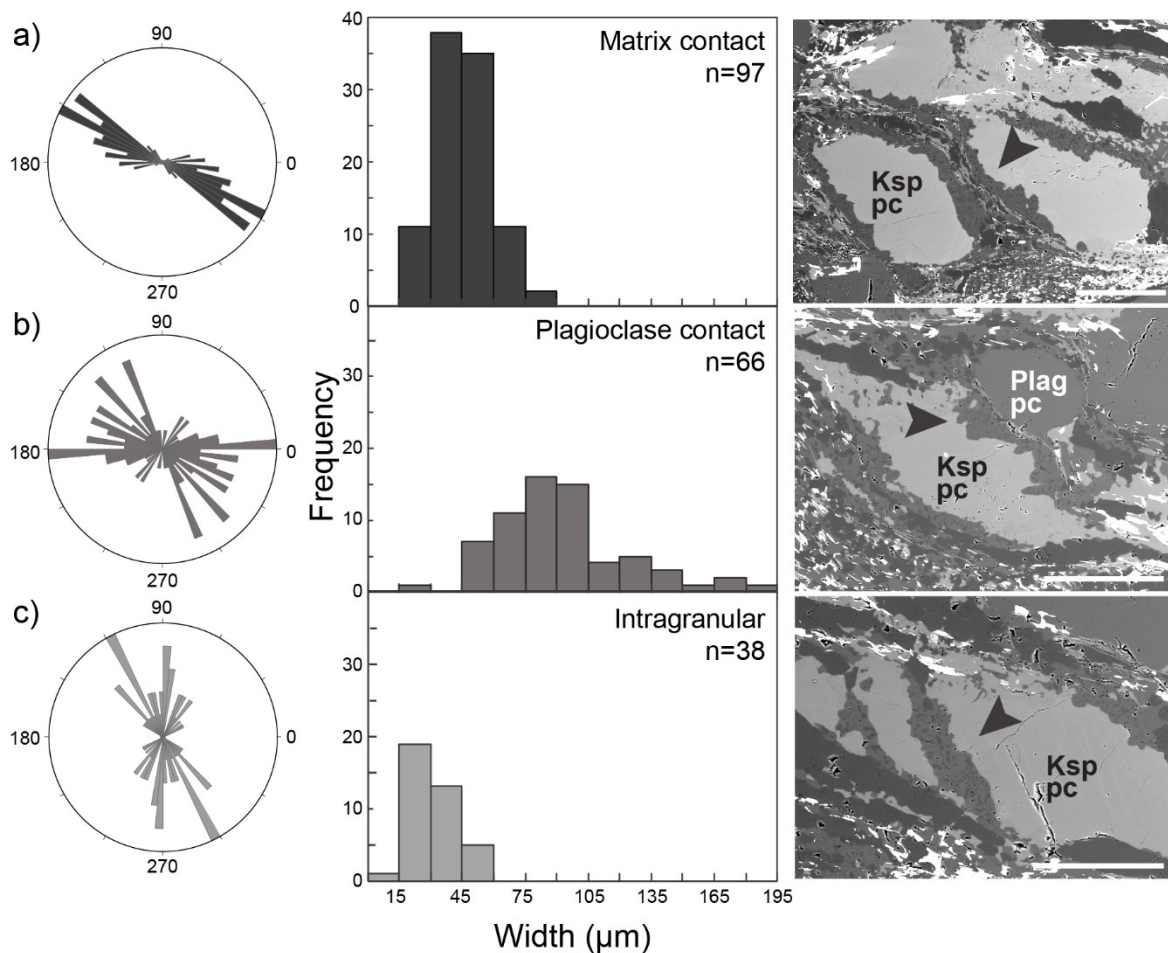 a)
90
180
0
270
40
30
20
10
0
Matrix contact
n=97
Ksp
pc
b)
90
180
0
270
30
20
10
0
Frequency
Plagioclase contact
n=66
Plag
pc
Ksp
pc
c)
90
180
0
270
30
20
10
0
Intragranular
n=38
15 45 75 105 135 165 195
Width (µm)
Ksp
pc